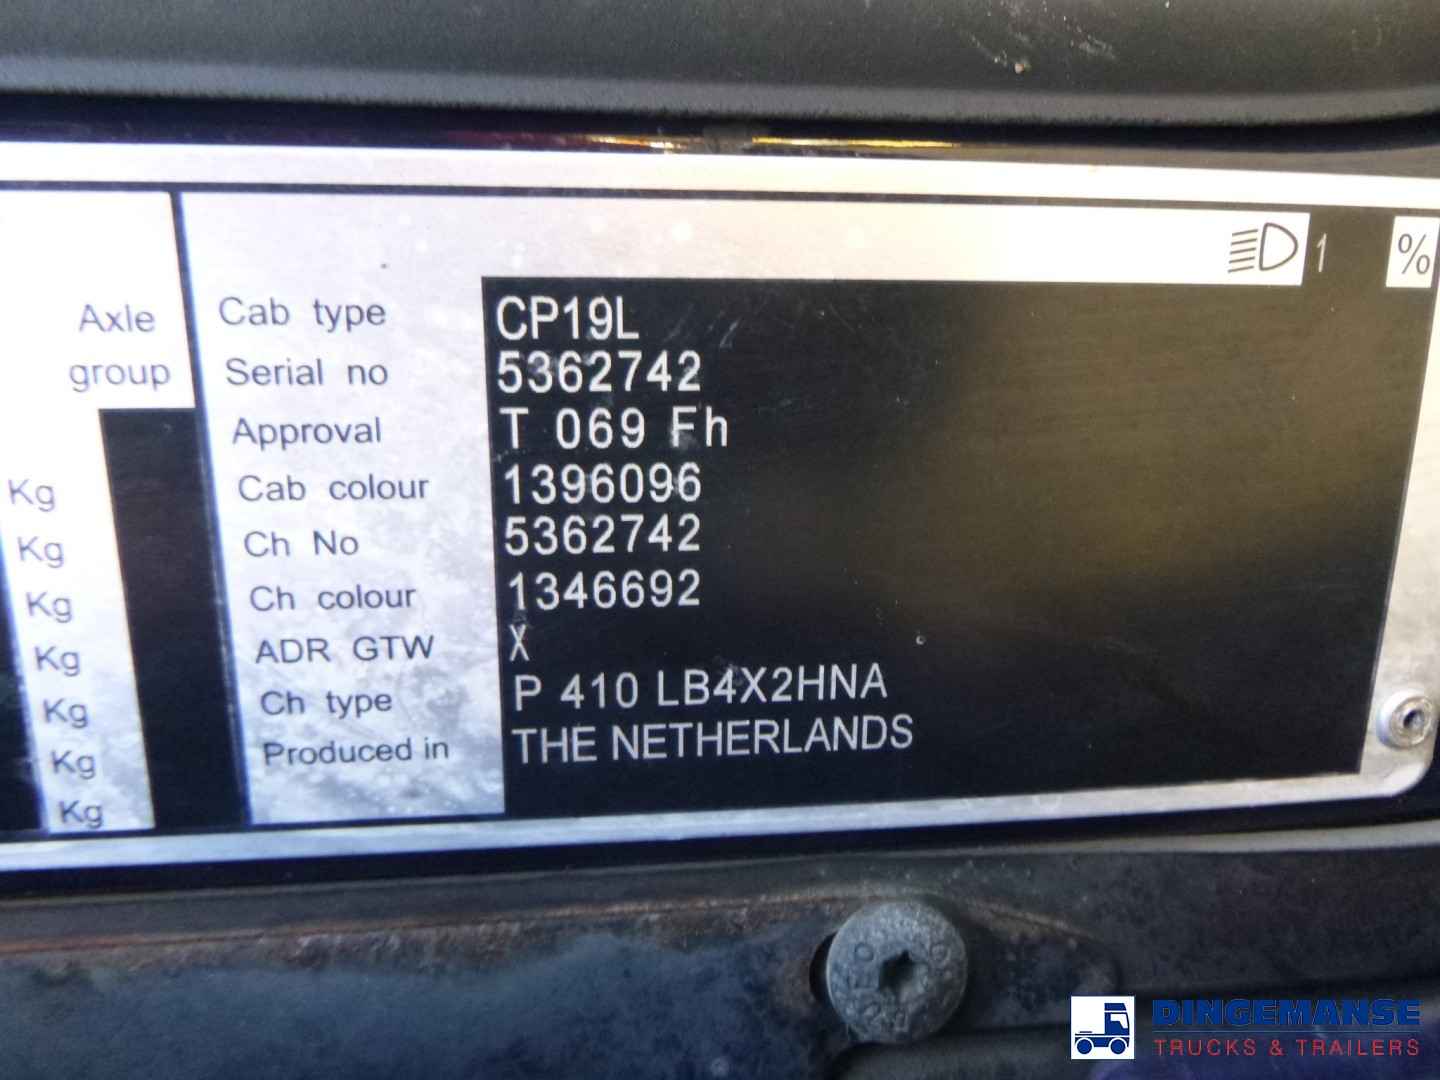 1 %
Axle
group
Kg
Kg
Kg
Kg
Kg
Kg
Kg
Cab type CP19L
Serial no 5362742
Approval T 069 Fh
Cab colour 1396096
Ch No 5362742
Ch colour 1346692
ADR GTW X
Ch type P 410 LB4X2HNA
Produced in THE NETHERLANDS
DINGEMANSE
TRUCKS & TRAILERS